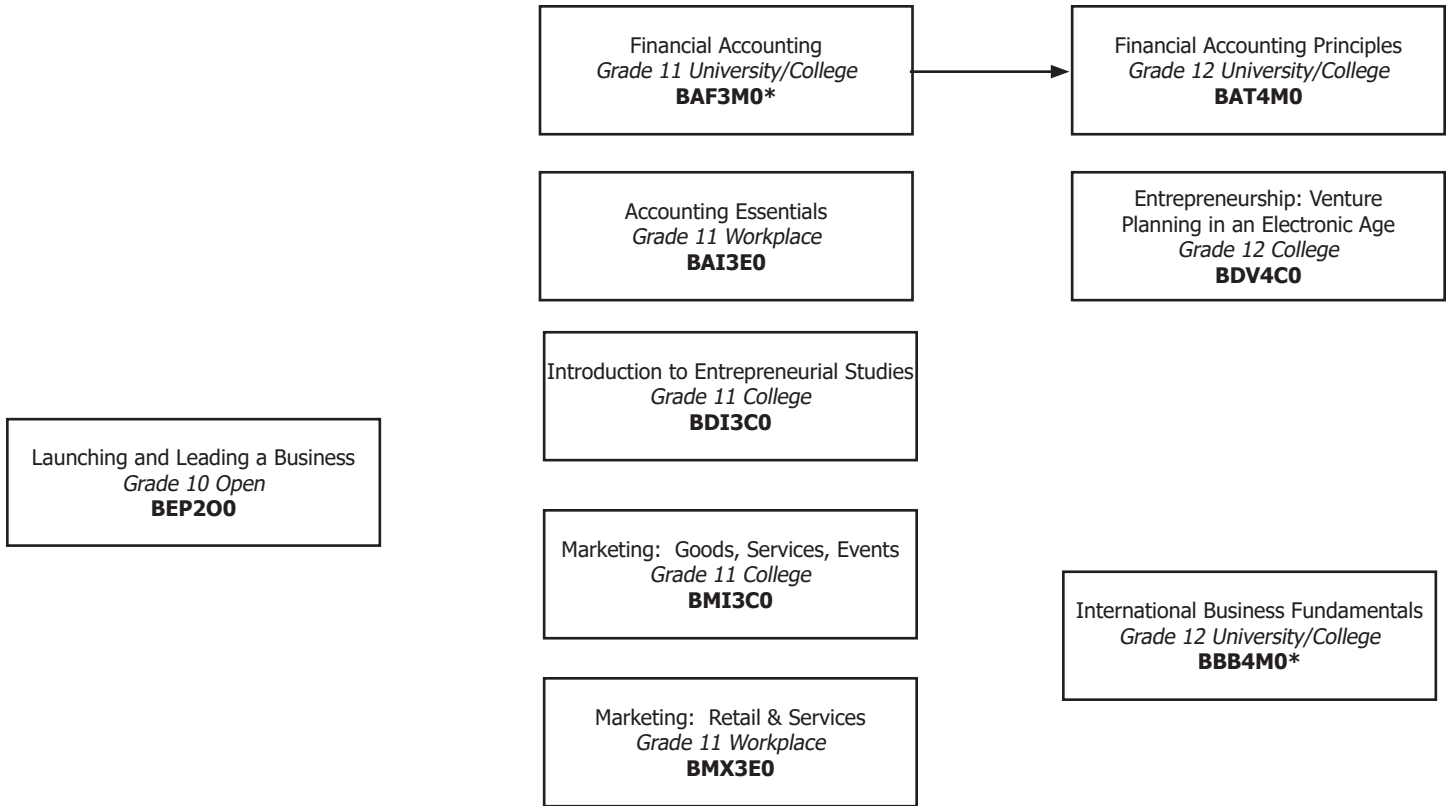 Financial Accounting
Grade 11 University/College
BAF3M0*
Financial Accounting Principles
Grade 12 University/College
BAT4M0
Accounting Essentials
Grade 11 Workplace
BAI3E0
Entrepreneurship: Venture
Planning in an Electronic Age
Grade 12 College
BDV4C0
Introduction to Entrepreneurial Studies
Grade 11 College
BDI3C0
Launching and Leading a Business
Grade 10 Open
BEP2O0
Marketing: Goods, Services, Events
Grade 11 College
BMI3C0
International Business Fundamentals
Grade 12 University/College
BBB4M0*
Marketing: Retail & Services
Grade 11 Workplace
BMX3E0